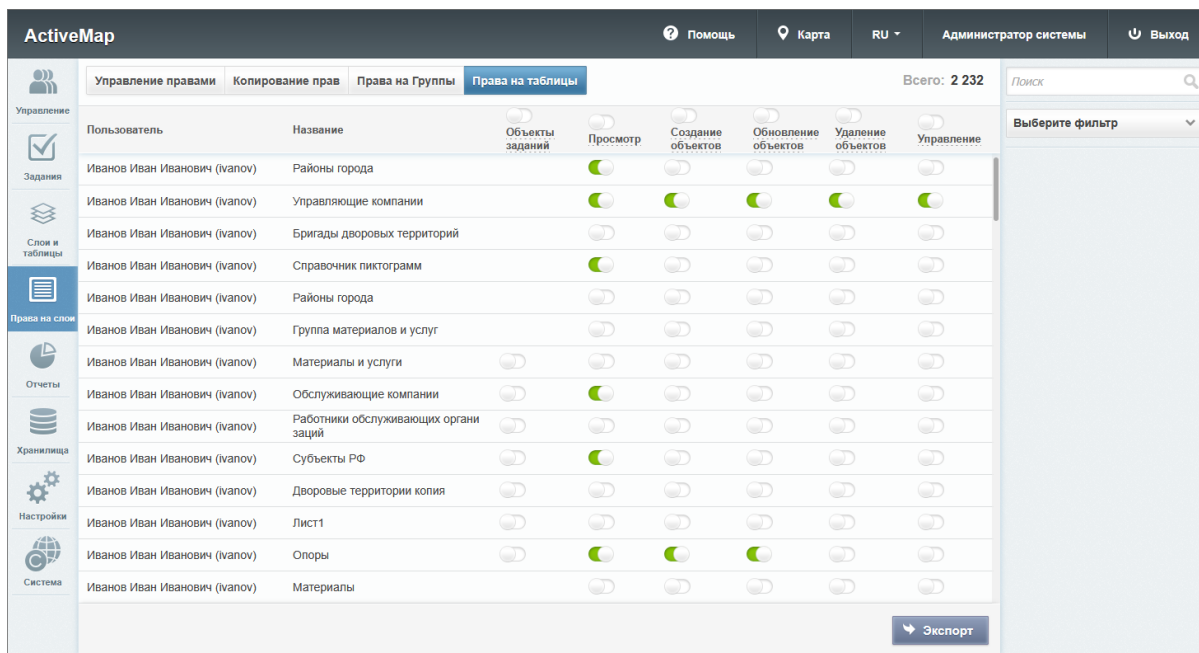 ActiveMap
Помощь
Карта
RU
Администратор системы
Выход
Управление
Задания
Слои и
таблицы
Права на слои
Отчеты
Хранилища
Настройки
Система
Управление правами
Копирование прав
Права на Группы
Права на таблицы
Всего: 2 232
Пользователь
Название
Объекты
заданий
Просмотр
Создание
объектов
Обновление
объектов
Удаление
объектов
Управление
Иванов Иван Иванович (ivanov) Районы города
Иванов Иван Иванович (ivanov) Управляющие компании
Иванов Иван Иванович (ivanov) Бригады дворовых территорий
Иванов Иван Иванович (ivanov) Справочник пиктограмм
Иванов Иван Иванович (ivanov) Районы города
Иванов Иван Иванович (ivanov) Группа материалов и услуг
Иванов Иван Иванович (ivanov) Материалы и услуги
Иванов Иван Иванович (ivanov) Обслуживающие компании
Иванов Иван Иванович (ivanov) Работники обслуживающих органи
заций
Иванов Иван Иванович (ivanov) Субъекты РФ
Иванов Иван Иванович (ivanov) Дворовые территории копия
Иванов Иван Иванович (ivanov) Лист1
Иванов Иван Иванович (ivanov) Опоры
Иванов Иван Иванович (ivanov) Материалы
Экспорт
Поиск
Выберите фильтр